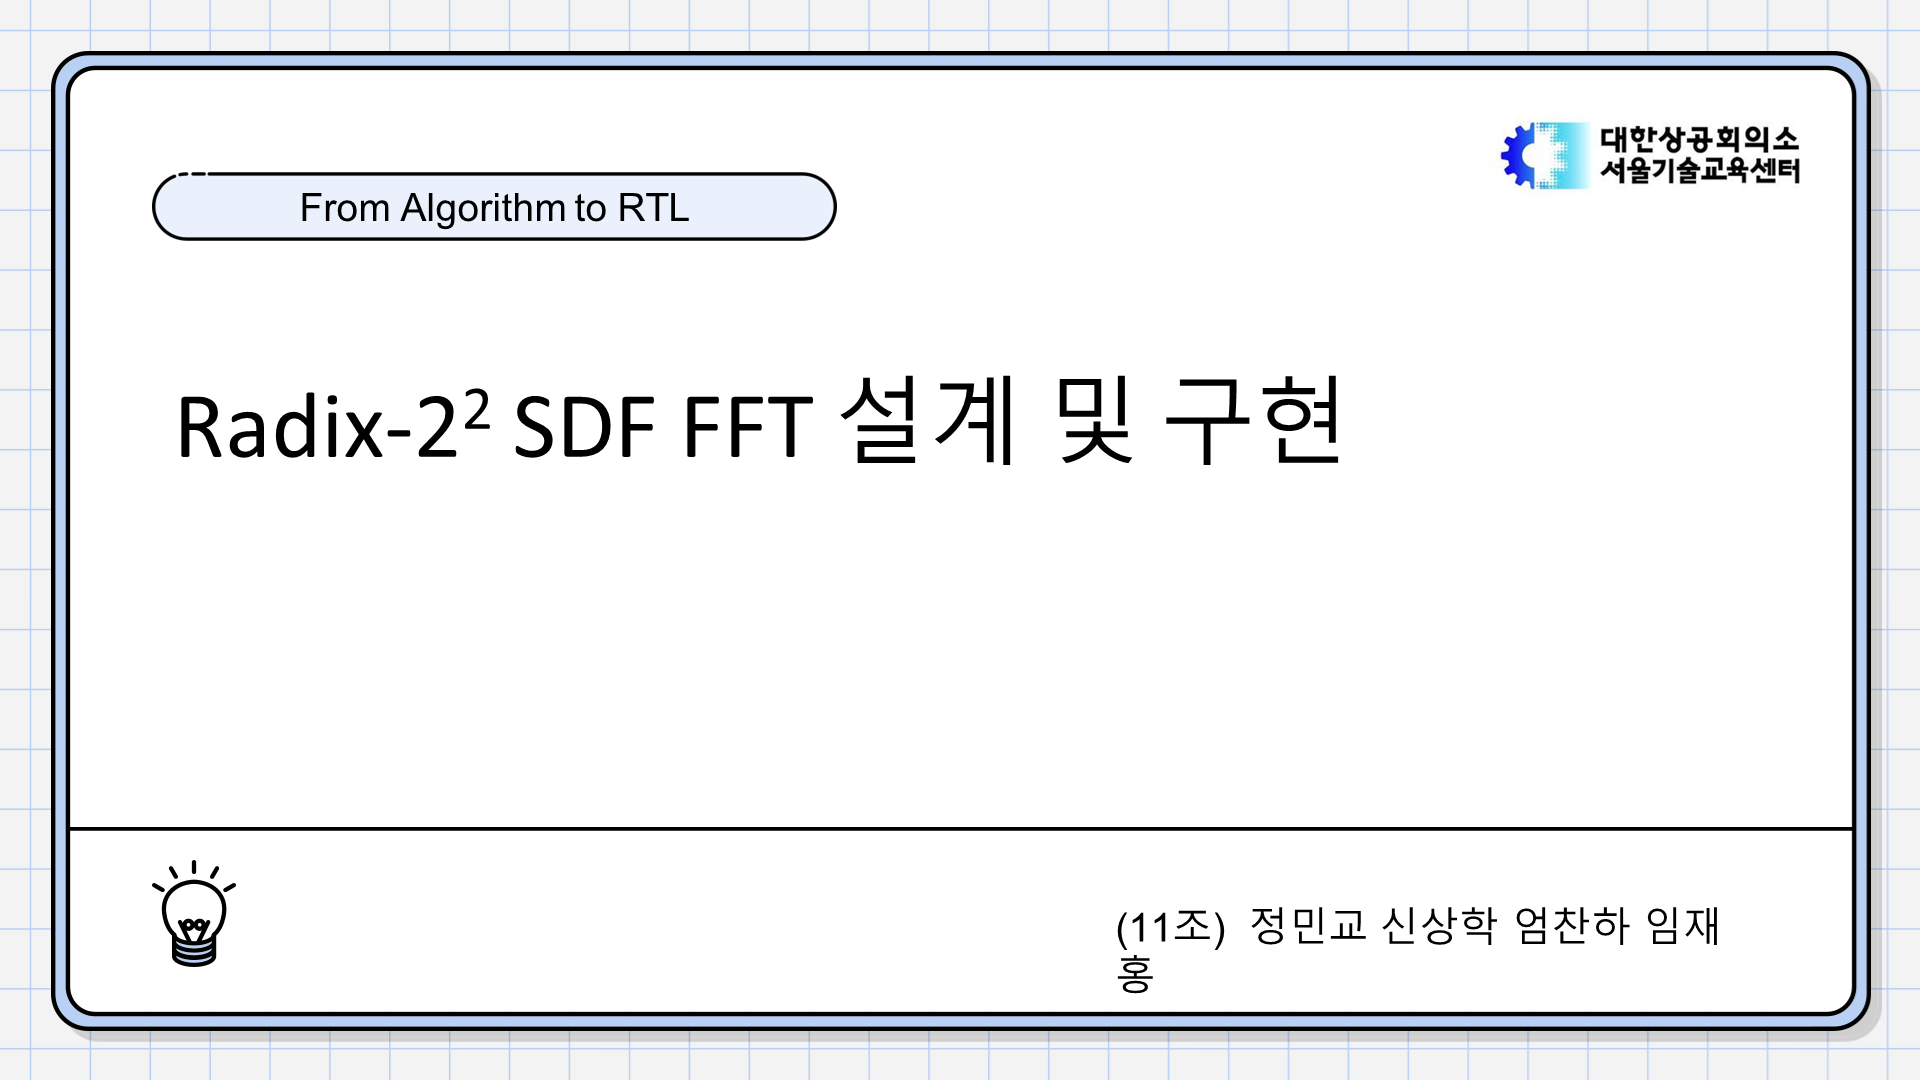 대한상공회의소
서울기술교육센터
From Algorithm to RTL
Radix-2² SDF FFT 설계 및 구현
(11조) 정민교 신상학 엄찬하 임재
홍